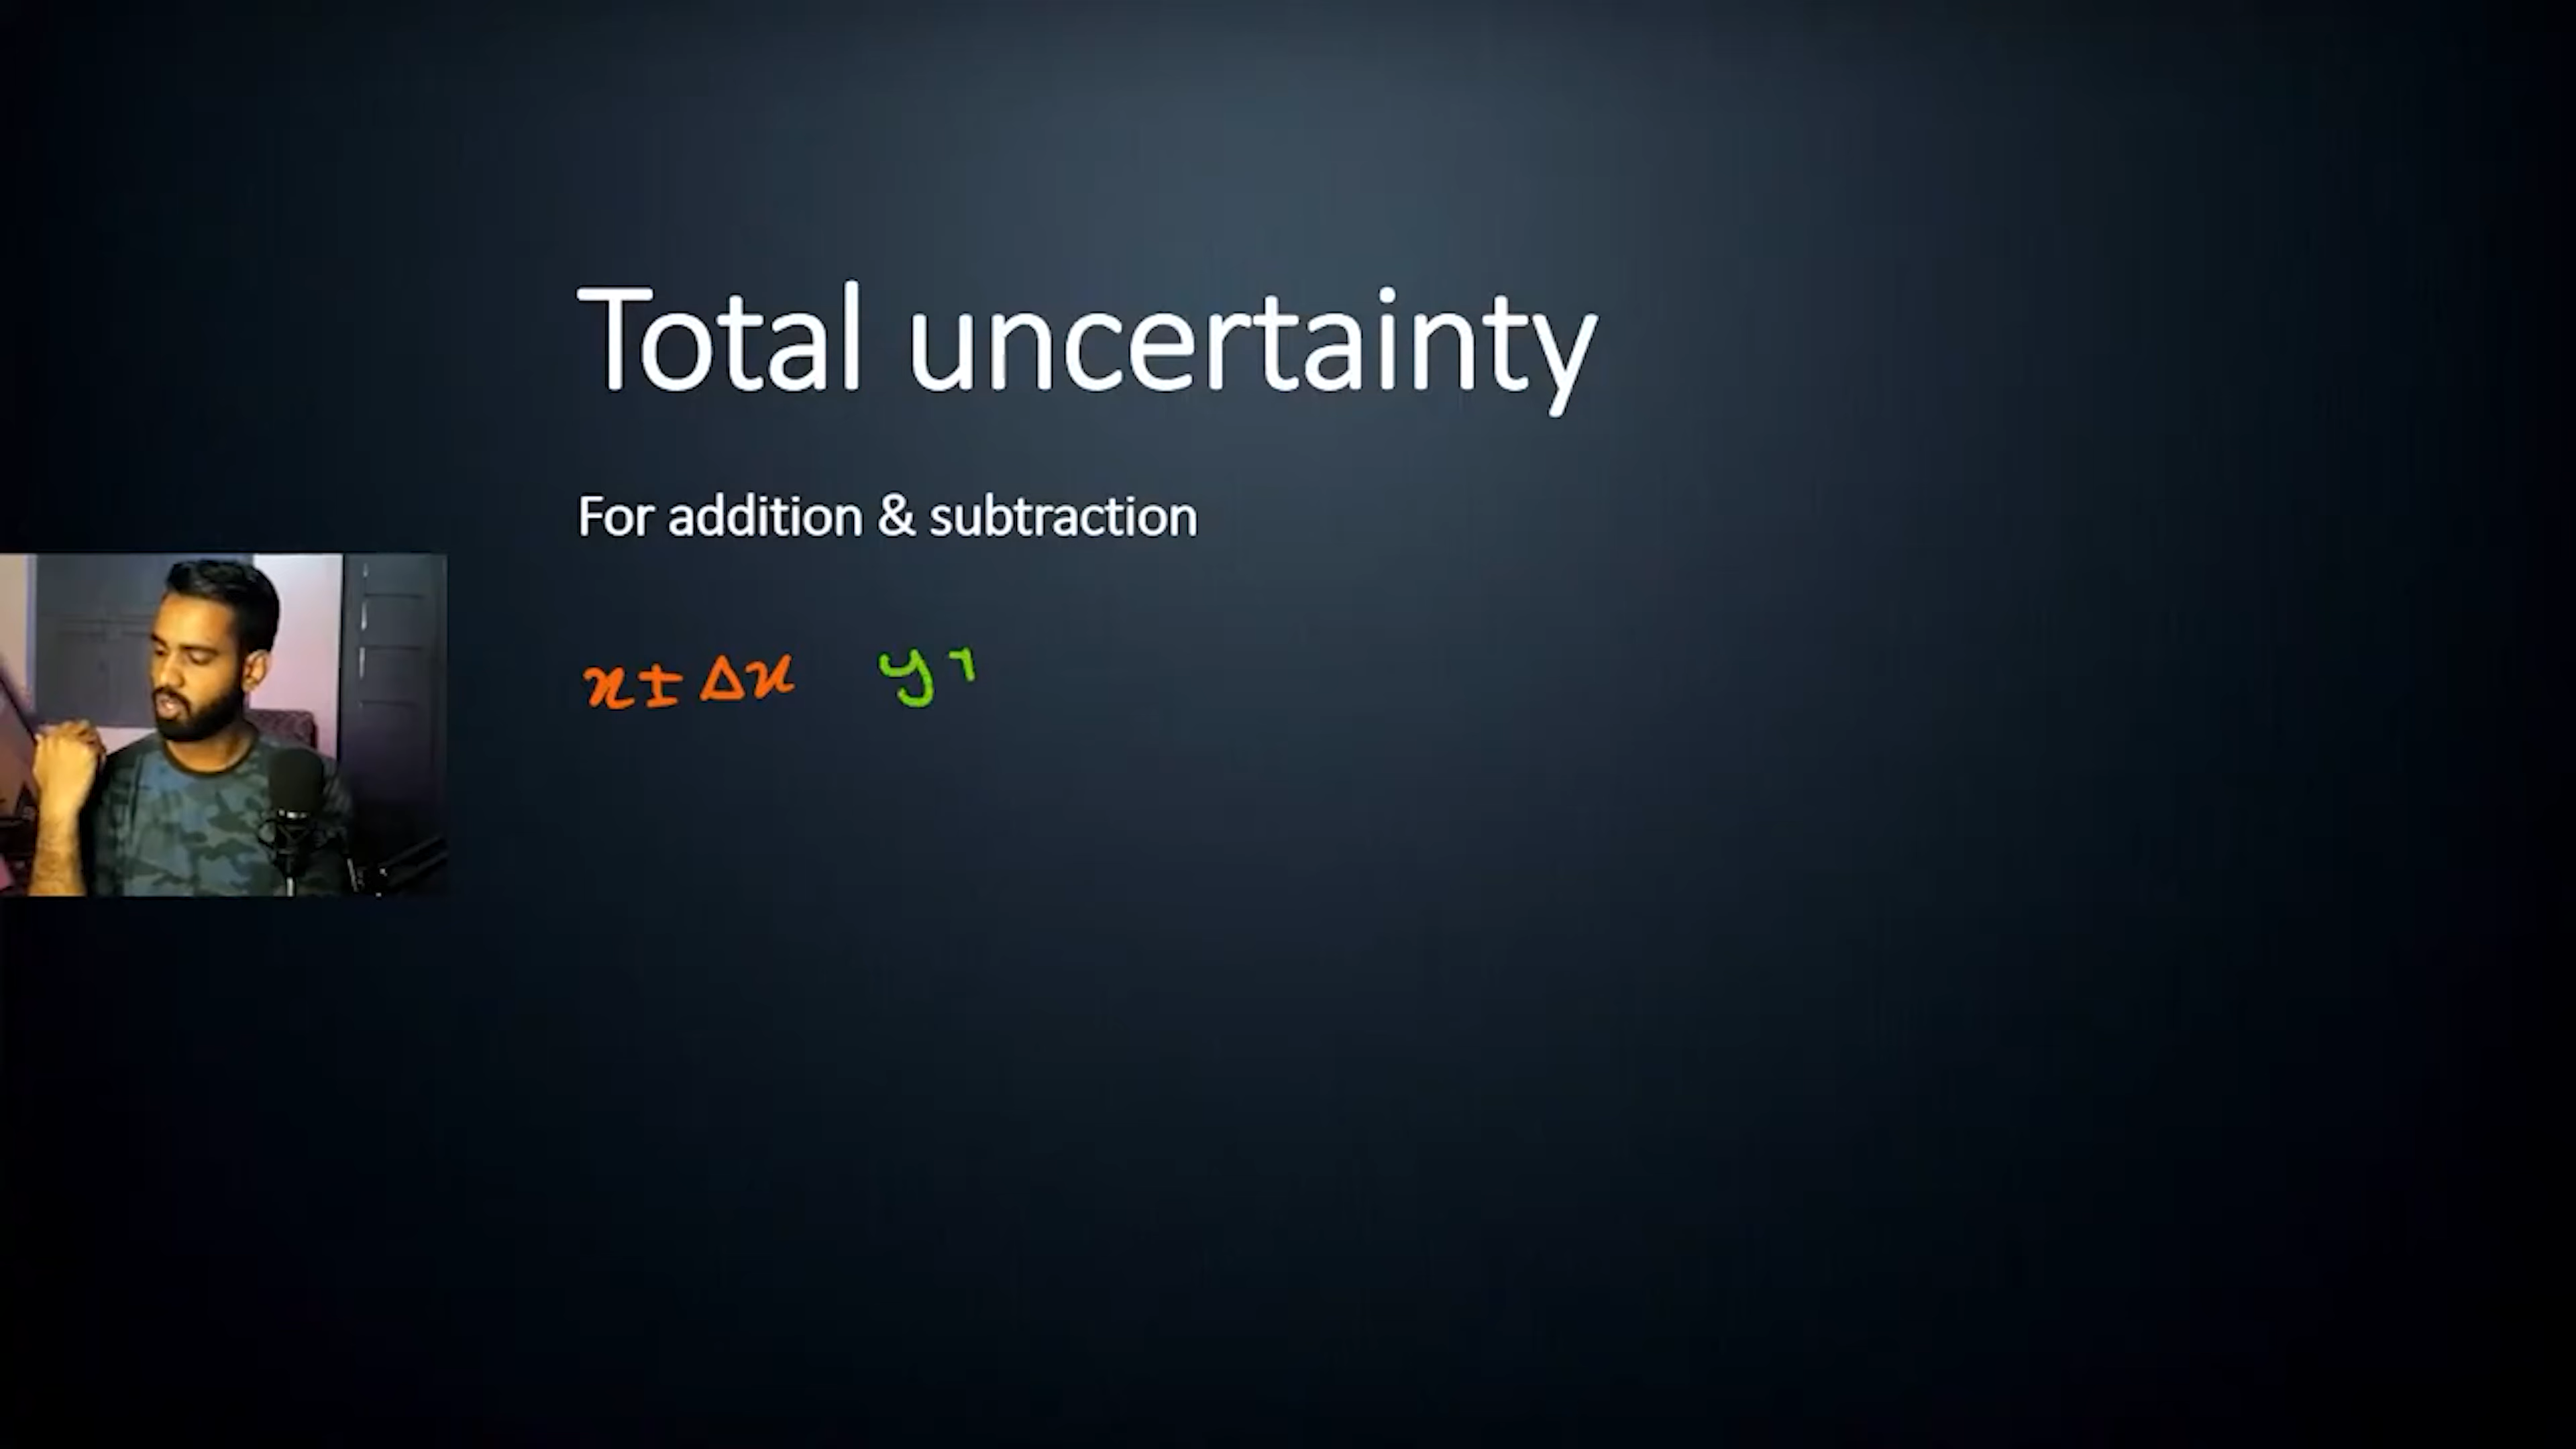 Total uncertainty
For addition & subtraction
x ± Δx y